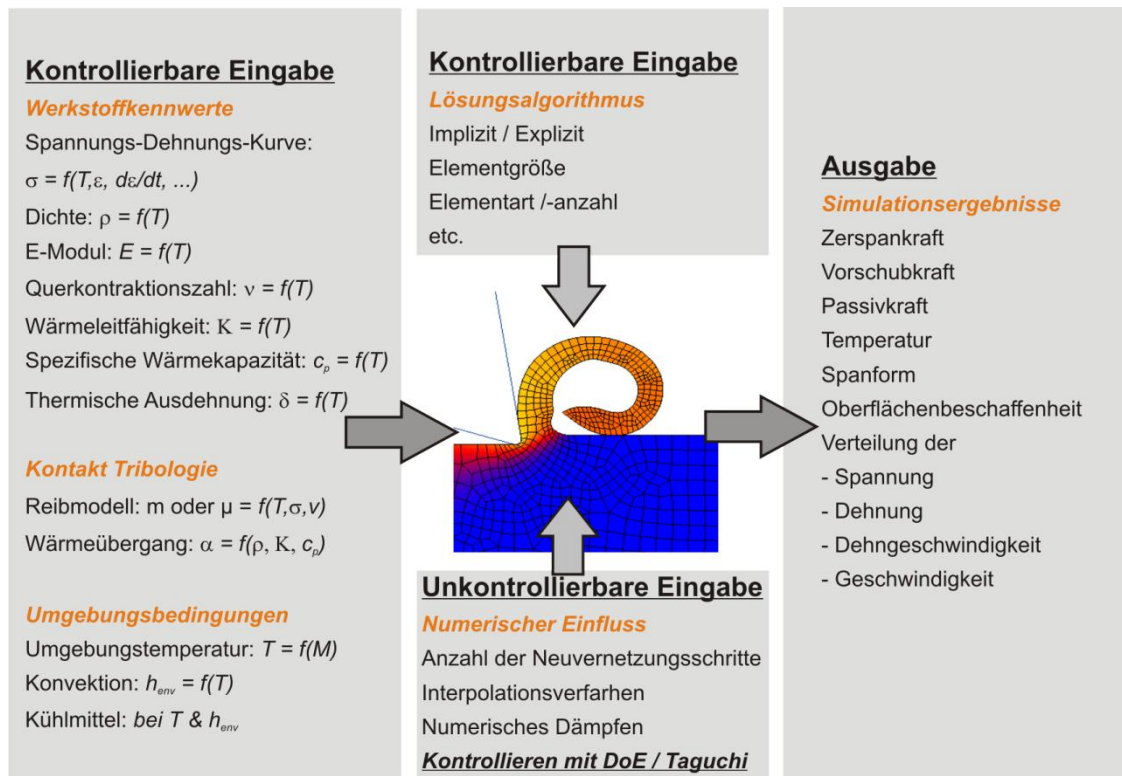 Kontrollierbare Eingabe
Werkstoffkennwerte
Spannungs-Dehnungs-Kurve:
σ = f(T,ε, dε/dt, ...)
Dichte: ρ = f(T)
E-Modul: E = f(T)
Querkontraktionszahl: ν = f(T)
Wärmeleitfähigkeit: K = f(T)
Spezifische Wärmekapazität: cₚ = f(T)
Thermische Ausdehnung: δ = f(T)
Kontakt Tribologie
Reibmodell: m oder µ = f(T,σ,v)
Wärmeübergang: α = f(ρ, K, cₚ)
Umgebungsbedingungen
Umgebungstemperatur: T = f(M)
Konvektion: h_env = f(T)
Kühlmittel: bei T & h_env
Kontrollierbare Eingabe
Lösungsalgorithmus
Implizit / Explizit
Elementgröße
Elementart /-anzahl
etc.
Unkontrollierbare Eingabe
Numerischer Einfluss
Anzahl der Neuvernetzungsschritte
Interpolationsverfarhen
Numerisches Dämpfen
Kontrollieren mit DoE / Taguchi
Ausgabe
Simulationsergebnisse
Zerspankraft
Vorschubkraft
Passivkraft
Temperatur
Spanform
Oberflächenbeschaffenheit
Verteilung der
- Spannung
- Dehnung
- Dehngeschwindigkeit
- Geschwindigkeit